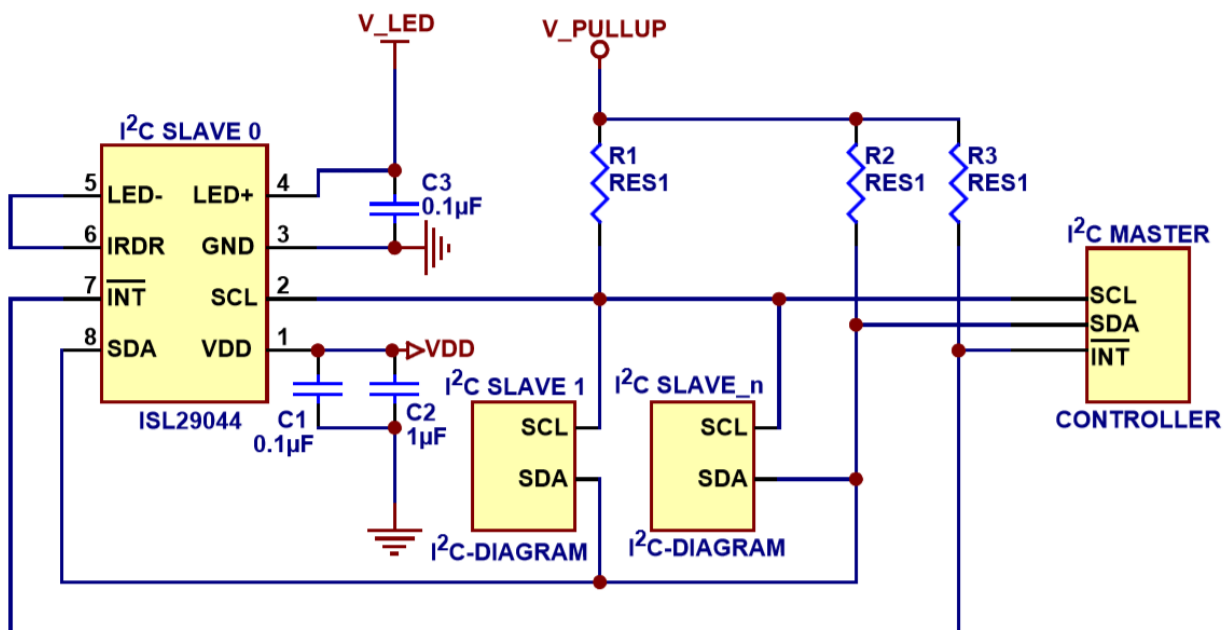 V_LED
V_PULLUP
I²C SLAVE 0
5
LED-
LED+
4
6
IRDR
GND
3
7
I̅N̅T̅
SCL
2
8
SDA
VDD
1
ISL29044
C3
0.1µF
VDD
C1
0.1µF
C2
1µF
R1
RES1
R2
RES1
R3
RES1
I²C SLAVE 1
SCL
SDA
I²C-DIAGRAM
I²C SLAVE_n
SCL
SDA
I²C-DIAGRAM
I²C MASTER
SCL
SDA
I̅N̅T̅
CONTROLLER